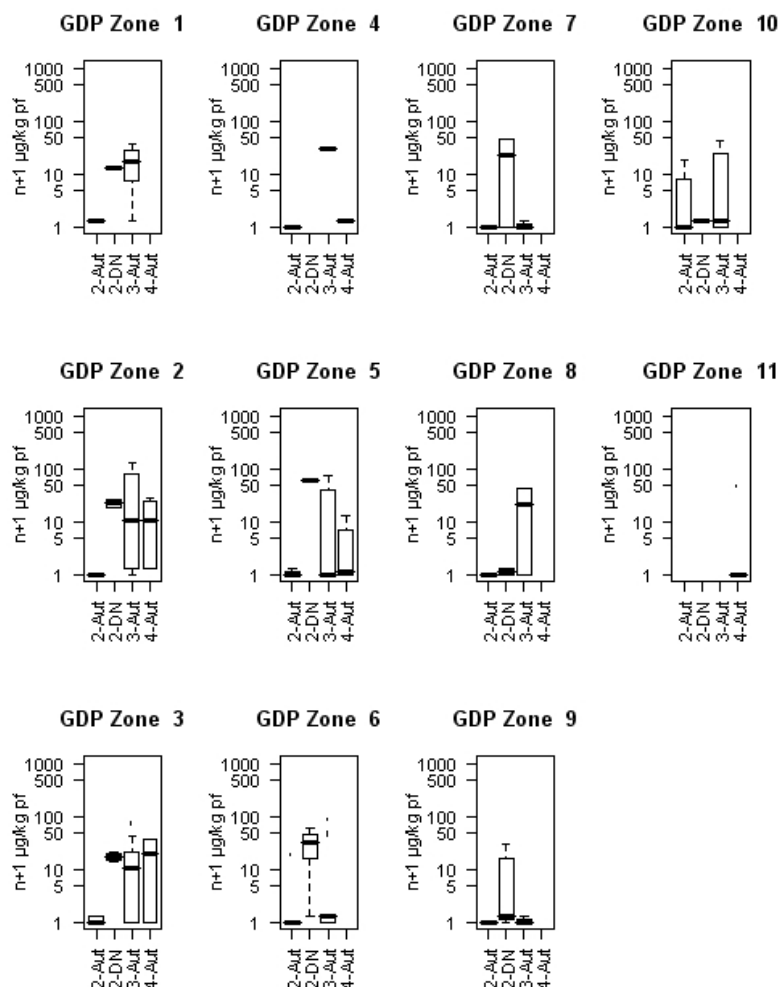 GDP Zone 1
GDP Zone 4
GDP Zone 7
GDP Zone 10
n+1 µg/kg pf
1000
500
100
50
10
5
1
2-Aut
2-DN
3-Aut
4-Aut
n+1 µg/kg pf
1000
500
100
50
10
5
1
2-Aut
2-DN
3-Aut
4-Aut
n+1 µg/kg pf
1000
500
100
50
10
5
1
2-Aut
2-DN
3-Aut
4-Aut
n+1 µg/kg pf
1000
500
100
50
10
5
1
2-Aut
2-DN
3-Aut
4-Aut
GDP Zone 2
GDP Zone 5
GDP Zone 8
GDP Zone 11
n+1 µg/kg pf
1000
500
100
50
10
5
1
2-Aut
2-DN
3-Aut
4-Aut
n+1 µg/kg pf
1000
500
100
50
10
5
1
2-Aut
2-DN
3-Aut
4-Aut
n+1 µg/kg pf
1000
500
100
50
10
5
1
2-Aut
2-DN
3-Aut
4-Aut
n+1 µg/kg pf
1000
500
100
50
10
5
1
2-Aut
2-DN
3-Aut
4-Aut
GDP Zone 3
GDP Zone 6
GDP Zone 9
n+1 µg/kg pf
1000
500
100
50
10
5
1
2-Aut
2-DN
3-Aut
4-Aut
n+1 µg/kg pf
1000
500
100
50
10
5
1
2-Aut
2-DN
3-Aut
4-Aut
n+1 µg/kg pf
1000
500
100
50
10
5
1
2-Aut
2-DN
3-Aut
4-Aut